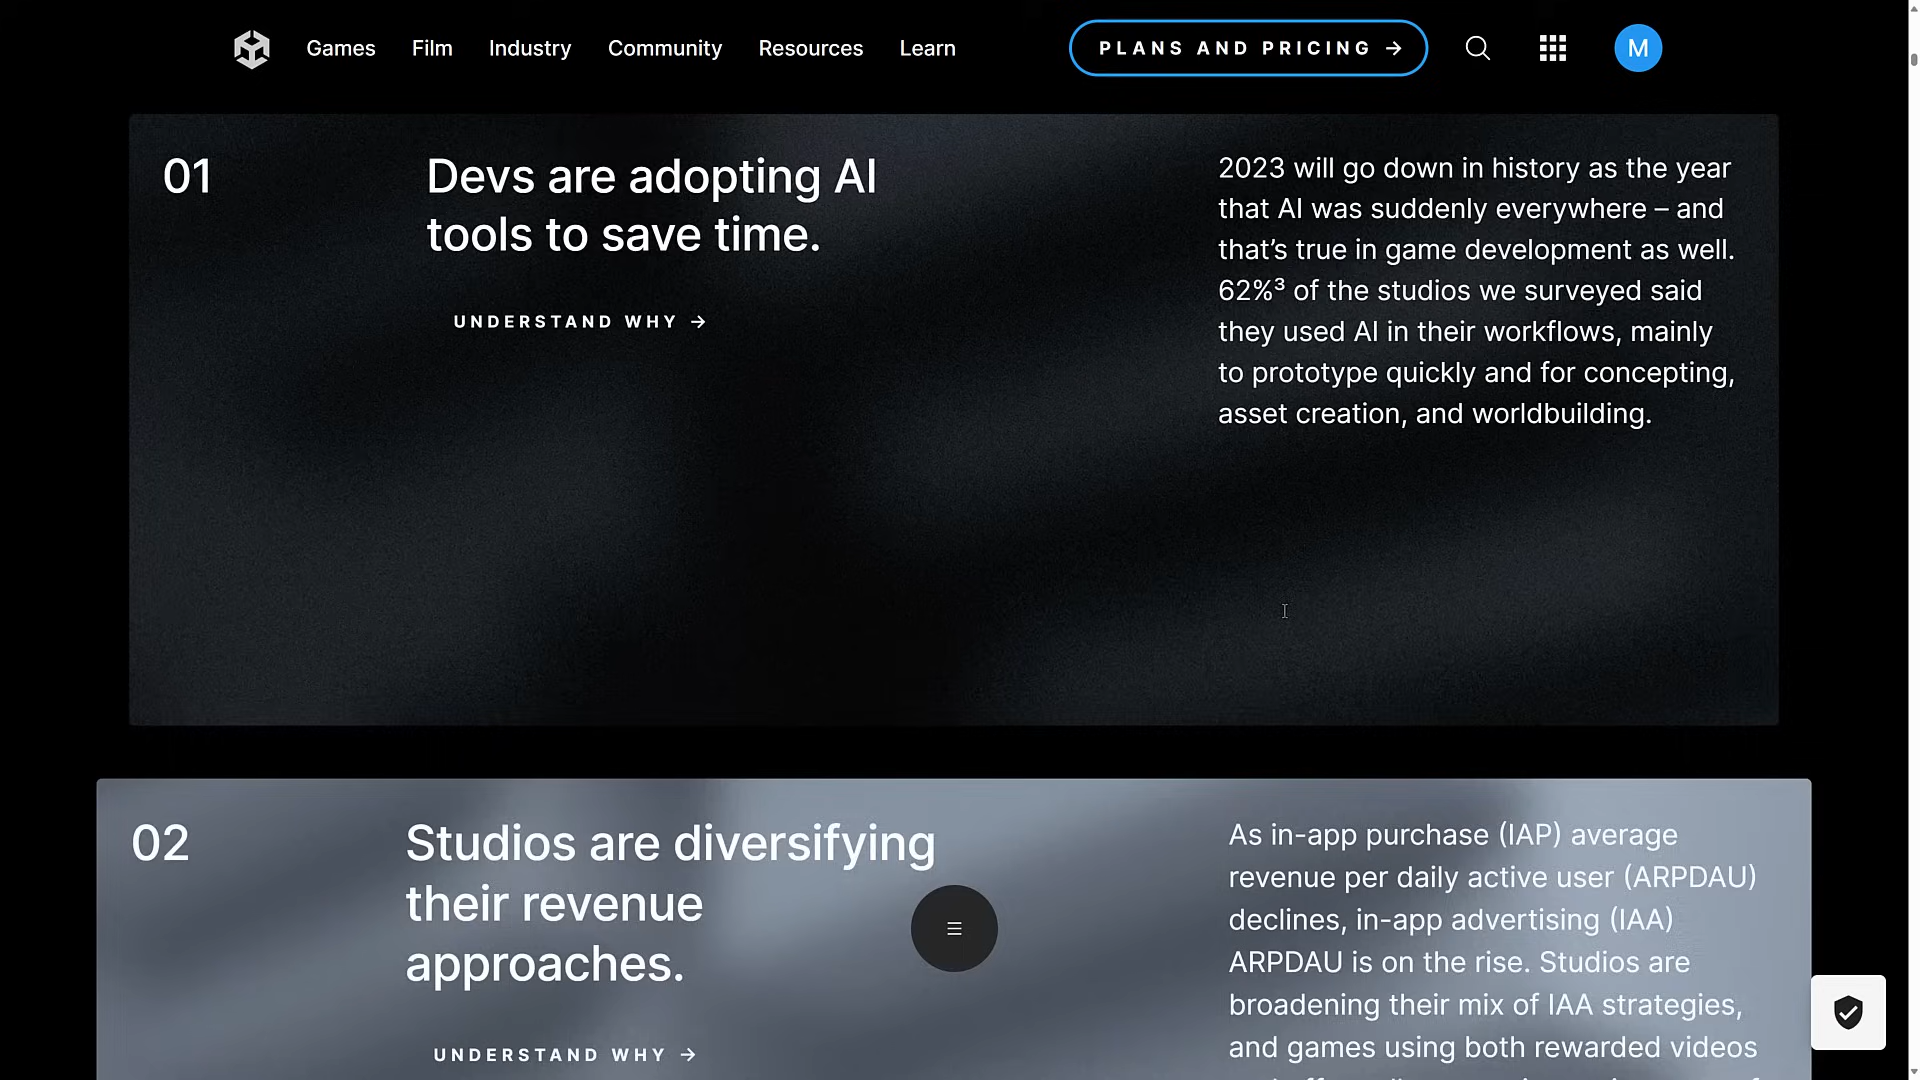 Games Film Industry Community Resources Learn PLANS AND PRICING → M
01
Devs are adopting AI
tools to save time.
UNDERSTAND WHY →
2023 will go down in history as the year
that AI was suddenly everywhere – and
that’s true in game development as well.
62%³ of the studios we surveyed said
they used AI in their workflows, mainly
to prototype quickly and for concepting,
asset creation, and worldbuilding.
02
Studios are diversifying
their revenue
approaches.
UNDERSTAND WHY →
As in-app purchase (IAP) average
revenue per daily active user (ARPDAU)
declines, in-app advertising (IAA)
ARPDAU is on the rise. Studios are
broadening their mix of IAA strategies,
and games using both rewarded videos